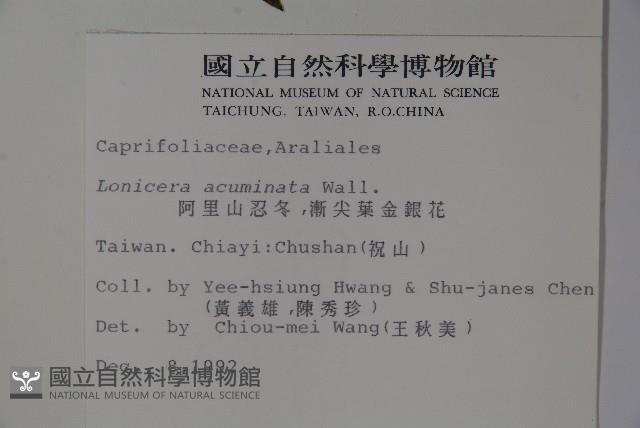 國立自然科學博物館
NATIONAL MUSEUM OF NATURAL SCIENCE
TAICHUNG, TAIWAN, R.O.CHINA
Caprifoliaceae,Araliales
Lonicera acuminata Wall.
阿里山忍冬,漸尖葉金銀花
Taiwan. Chiayi:Chushan(祝山)
Coll. by Yee-hsiung Hwang & Shu-janes Chen
(黃義雄,陳秀珍)
Det. by Chiou-mei Wang(王秋美)
Dec. 8,1992
國立自然科學博物館
NATIONAL MUSEUM OF NATURAL SCIENCE